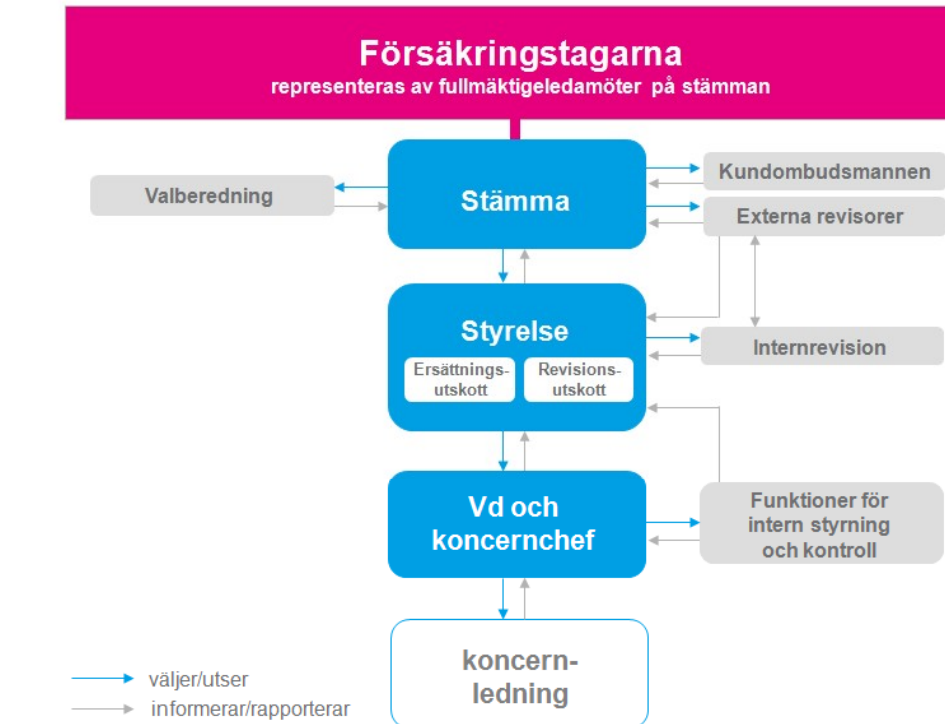 Försäkringstagarna
representeras av fullmäktigeledamöter på stämman
Stämma
Valberedning
Kundombudsmannen
Externa revisorer
Styrelse
Ersättnings-
utskott
Revisions-
utskott
Internrevision
Vd och
koncernchef
Funktioner för
intern styrning
och kontroll
koncern-
ledning
väljer/utser
informerar/rapporterar